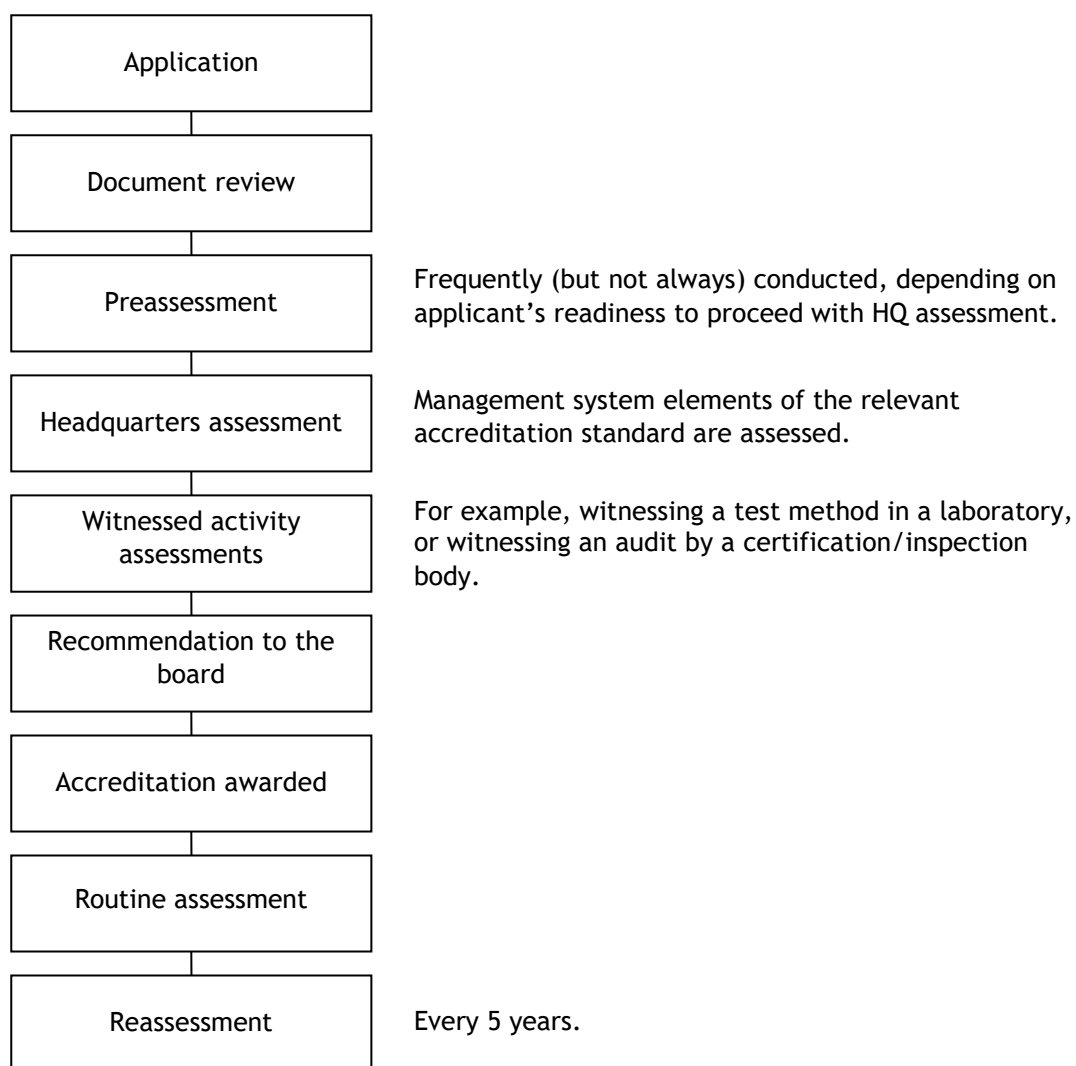 Application
Document review
Preassessment
Frequently (but not always) conducted, depending on
applicant’s readiness to proceed with HQ assessment.
Headquarters assessment
Management system elements of the relevant
accreditation standard are assessed.
Witnessed activity
assessments
For example, witnessing a test method in a laboratory,
or witnessing an audit by a certification/inspection
body.
Recommendation to the
board
Accreditation awarded
Routine assessment
Reassessment
Every 5 years.